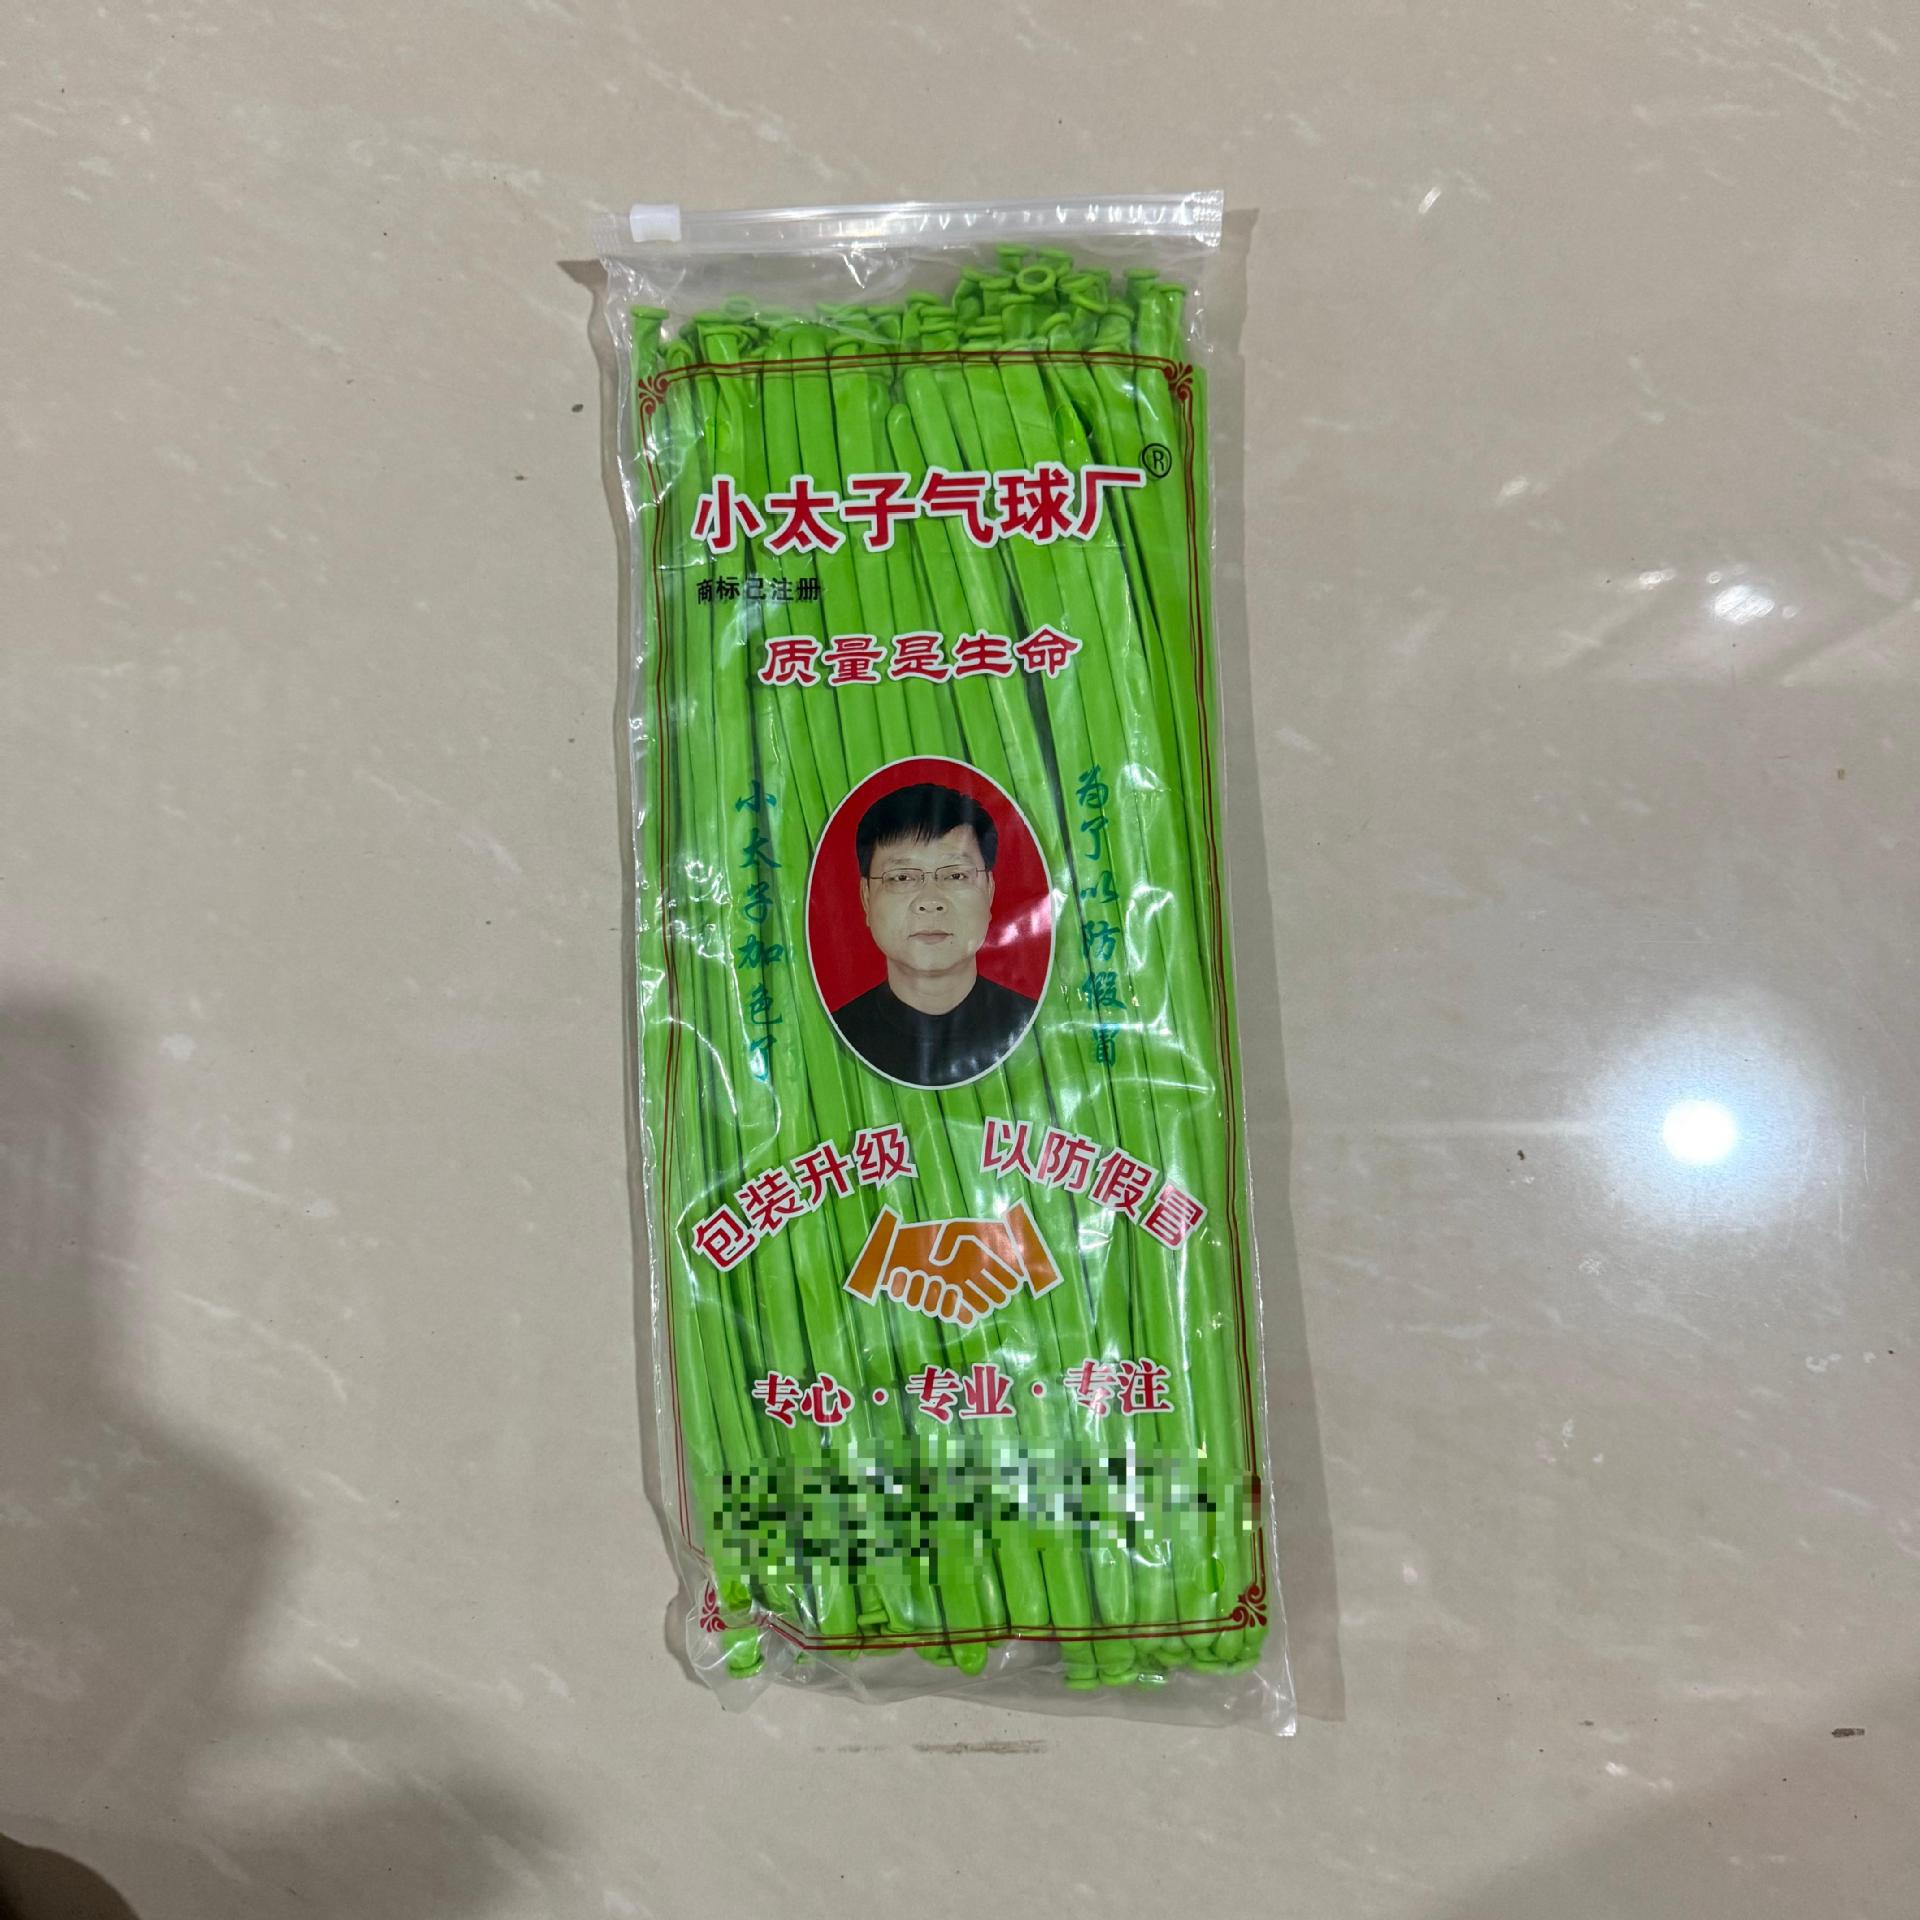 小太子气球厂®
商标已注册
质量是生命
小太子加色了
为了以防假冒
包装升级 以防假冒
专心·专业·专注